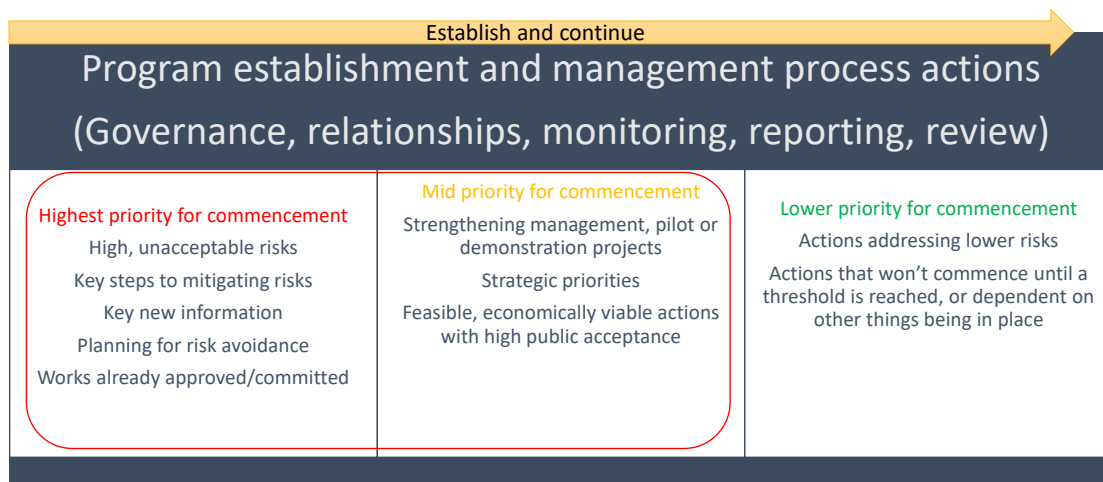 Establish and continue
Program establishment and management process actions
(Governance, relationships, monitoring, reporting, review)
Highest priority for commencement
High, unacceptable risks
Key steps to mitigating risks
Key new information
Planning for risk avoidance
Works already approved/committed
Mid priority for commencement
Strengthening management, pilot or
demonstration projects
Strategic priorities
Feasible, economically viable actions
with high public acceptance
Lower priority for commencement
Actions addressing lower risks
Actions that won’t commence until a
threshold is reached, or dependent on
other things being in place